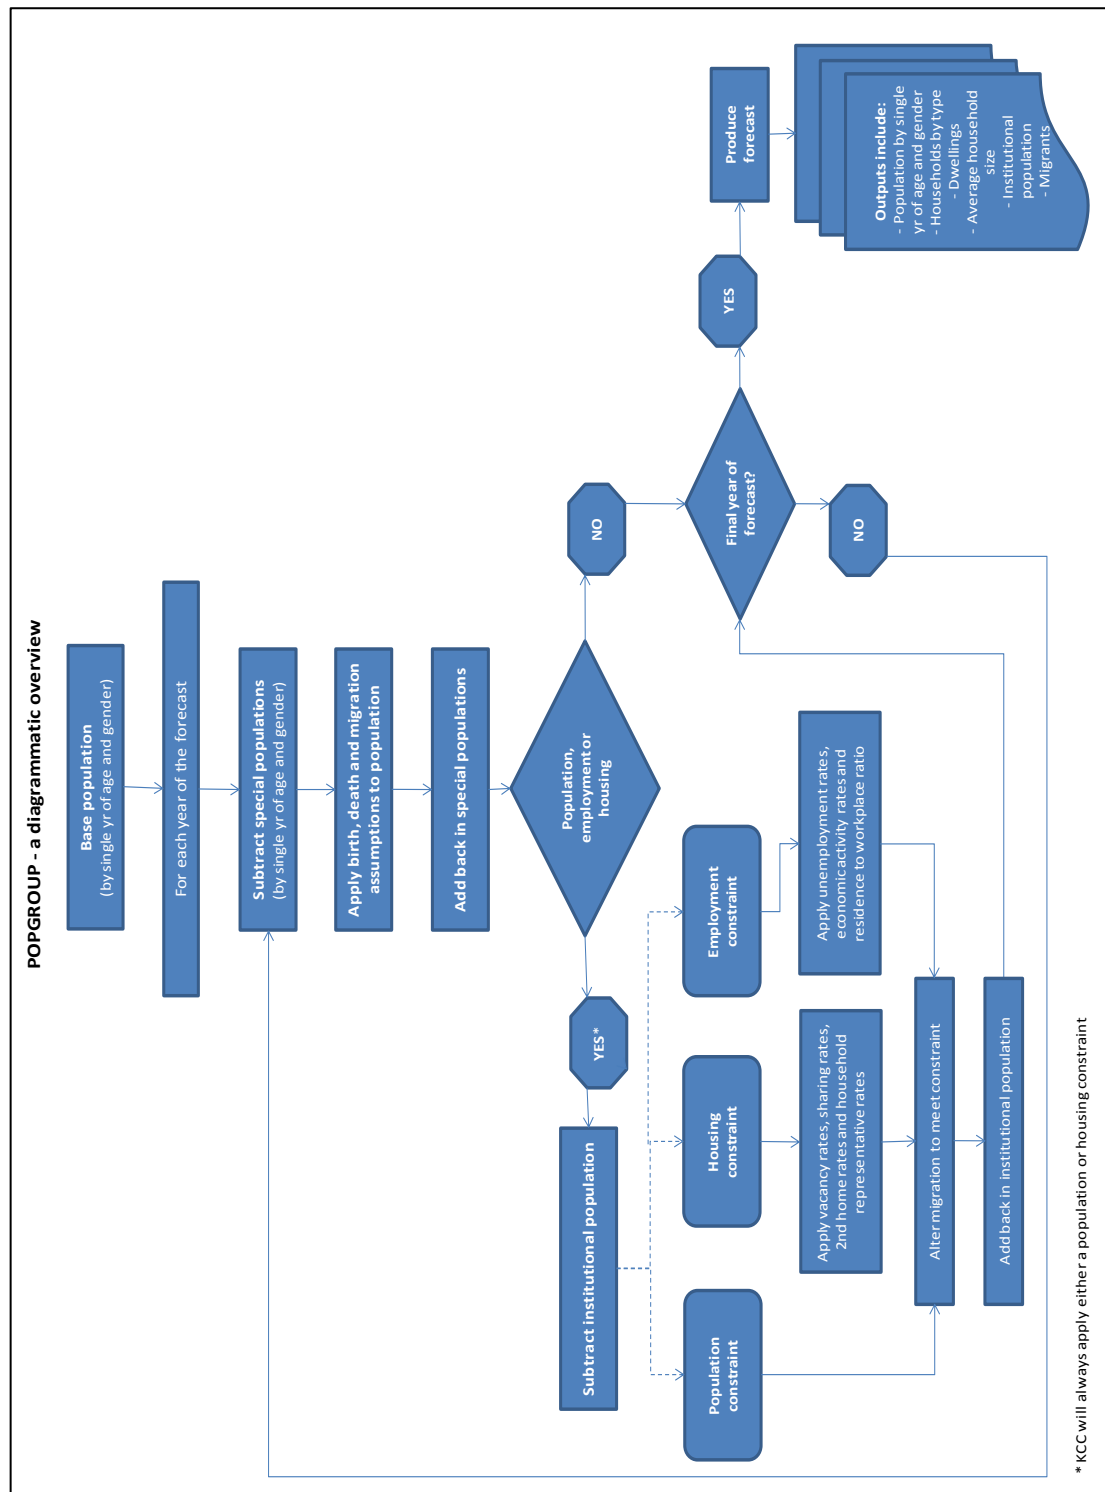 POPGROUP - a diagrammatic overview
Base population
(by single yr of age and gender)
For each year of the forecast
Subtract special populations
(by single yr of age and gender)
Apply birth, death and migration
assumptions to population
Add back in special populations
Population,
employment or
housing
YES*
NO
Subtract institutional population
Population
constraint
Housing
constraint
Employment
constraint
Apply vacancy rates, sharing rates,
2nd home rates and household
representative rates
Apply unemployment rates,
economic activity rates and
residence to workplace ratio
Alter migration to meet constraint
Add back in institutional population
Final year of
forecast?
NO
YES
Produce
forecast
Outputs include:
- Population by single
yr of age and gender
- Households by type
- Dwellings
- Average household
size
- Institutional
population
- Migrants
* KCC will always apply either a population or housing constraint